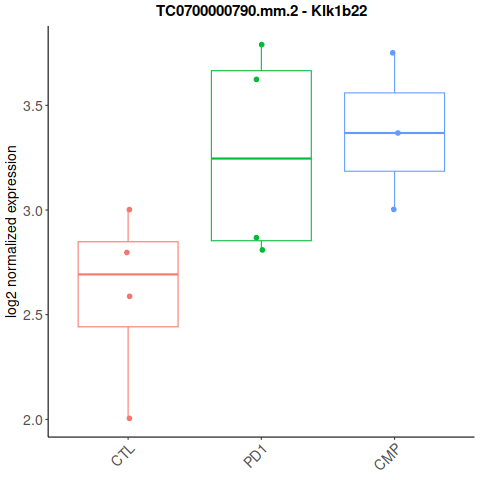 TC0700000790.mm.2 - Klk1b22
log2 normalized expression
3.5
3.0
2.5
2.0
CTL
PD1
CMP